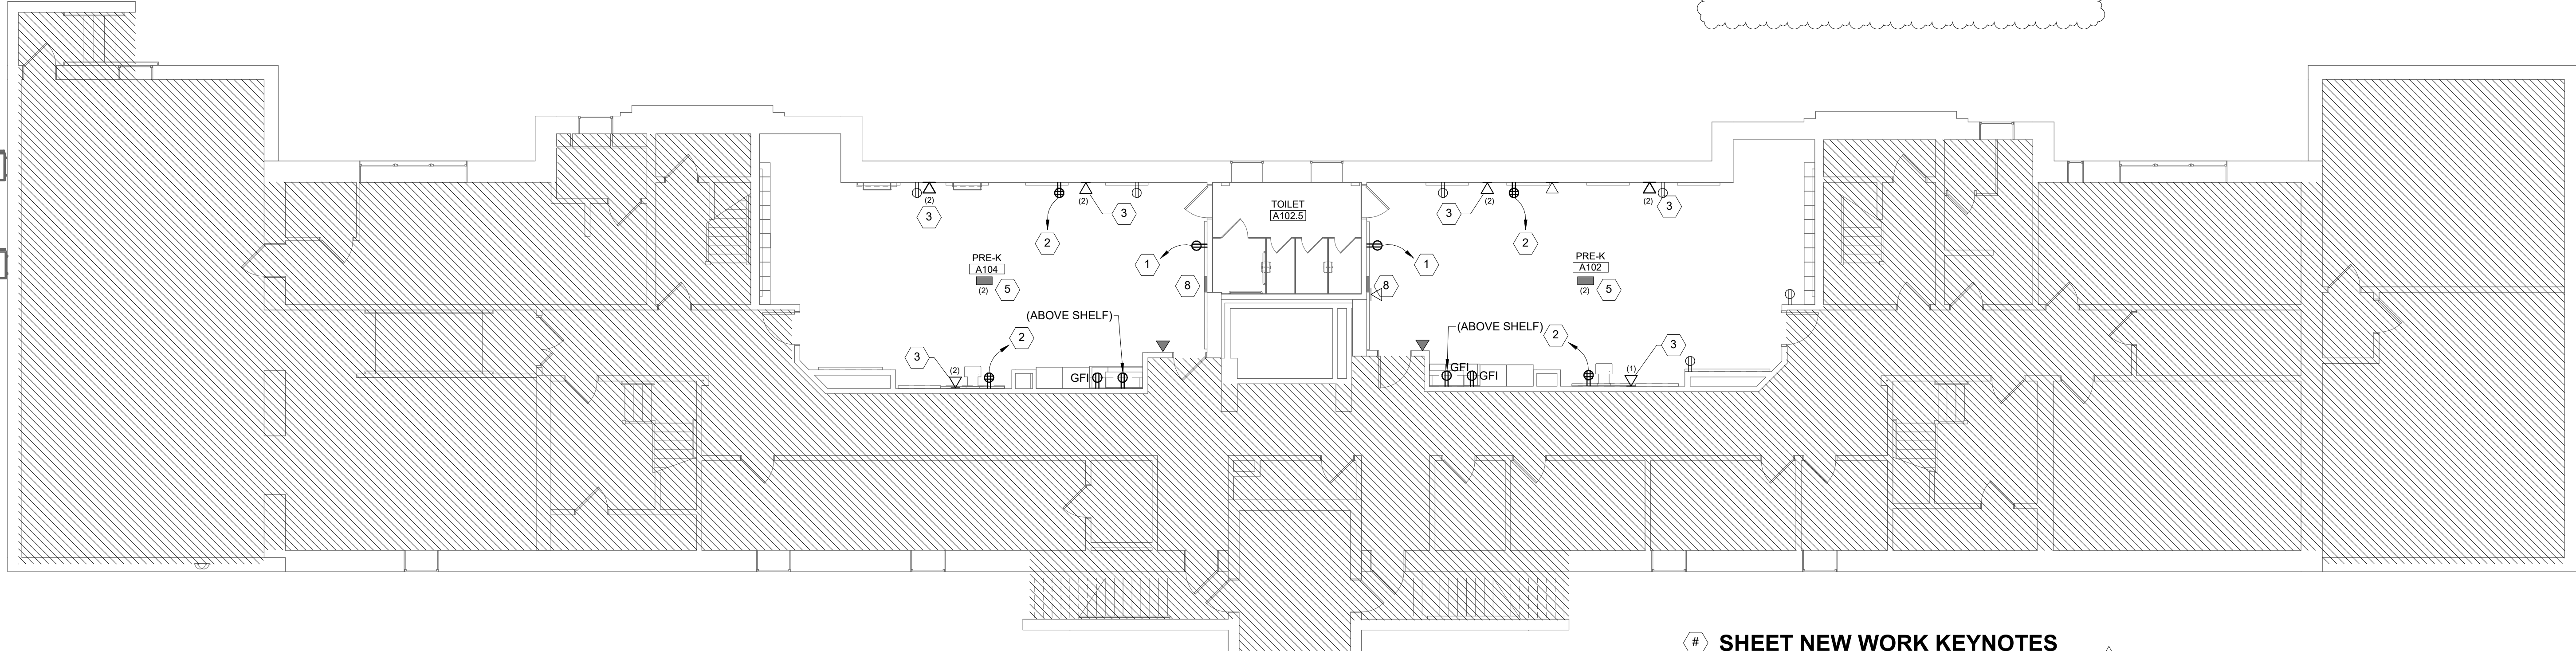 TOILET
A102.5
(2)
3
(2)
3
2
1
PRE-K
A104
(2)
5
8
(ABOVE SHELF)
2
3
(2)
GFI
3
(2)
2
(2)
3
1
PRE-K
A102
(2)
5
8
(ABOVE SHELF)
2
3
(1)
GFI
GFI
# SHEET NEW WORK KEYNOTES